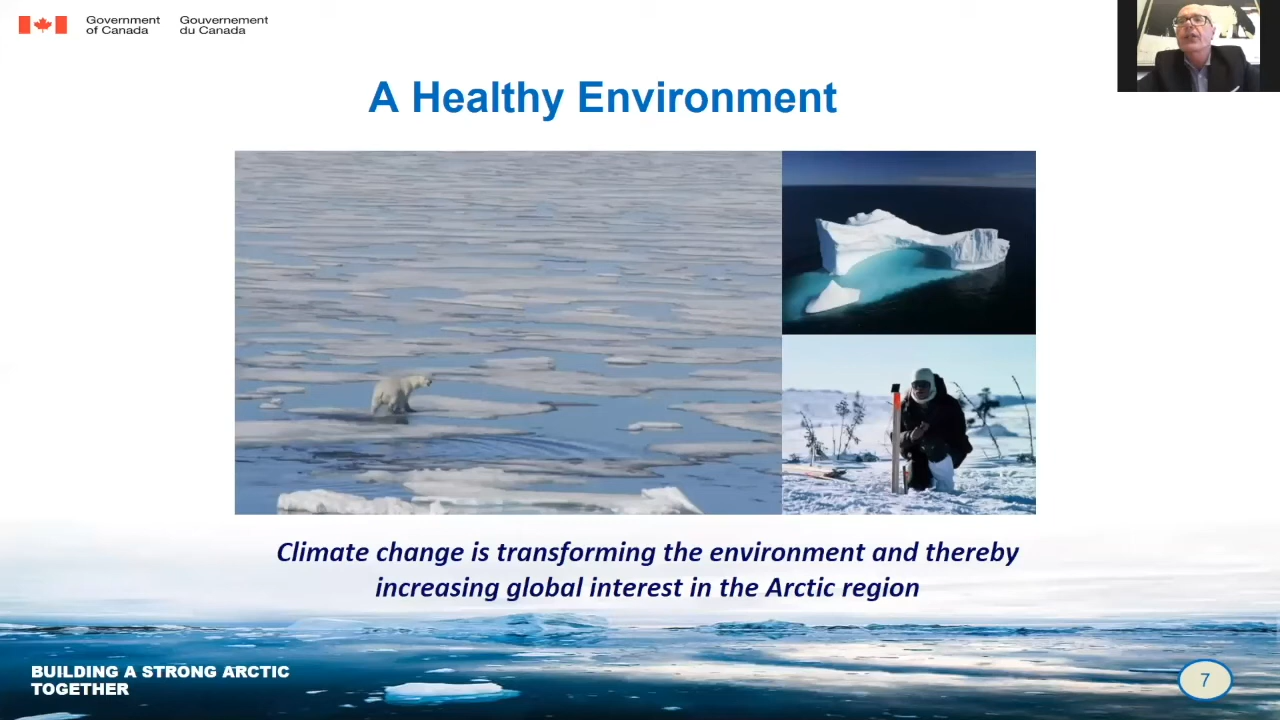 Government
of Canada
Gouvernement
du Canada
A Healthy Environment
Climate change is transforming the environment and thereby
increasing global interest in the Arctic region
BUILDING A STRONG ARCTIC
TOGETHER
7